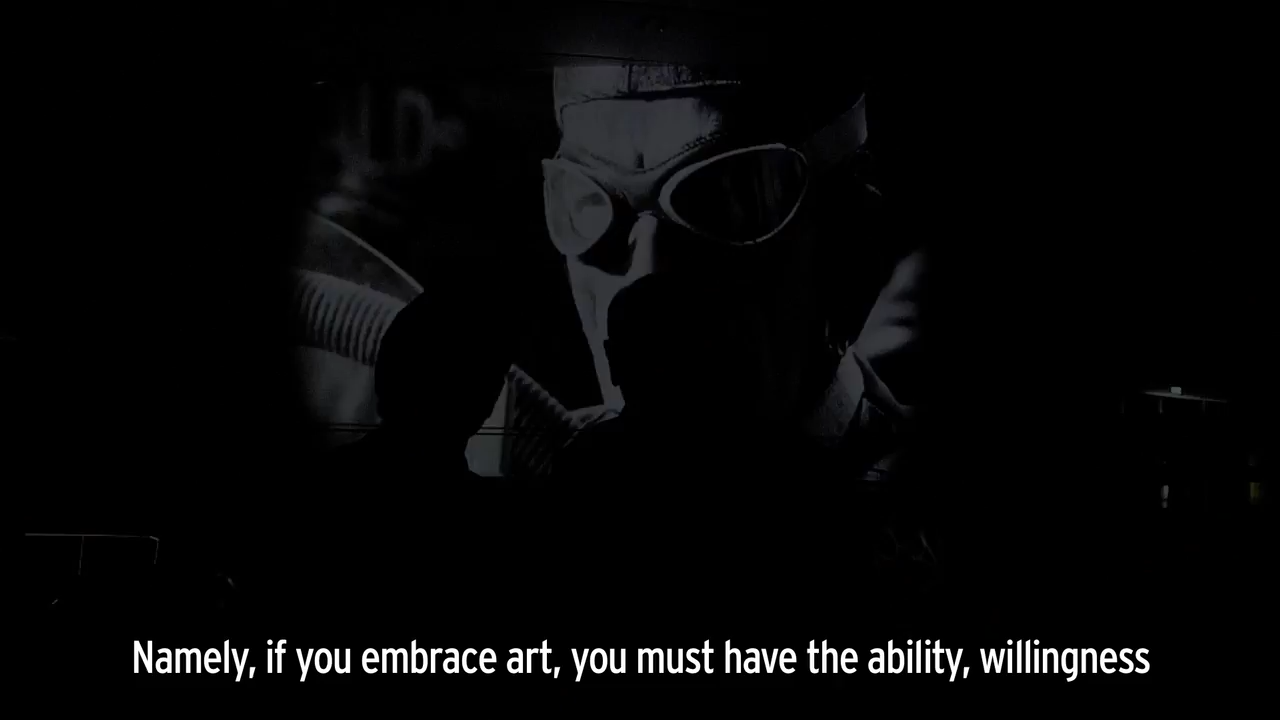 Namely, if you embrace art, you must have the ability, willingness